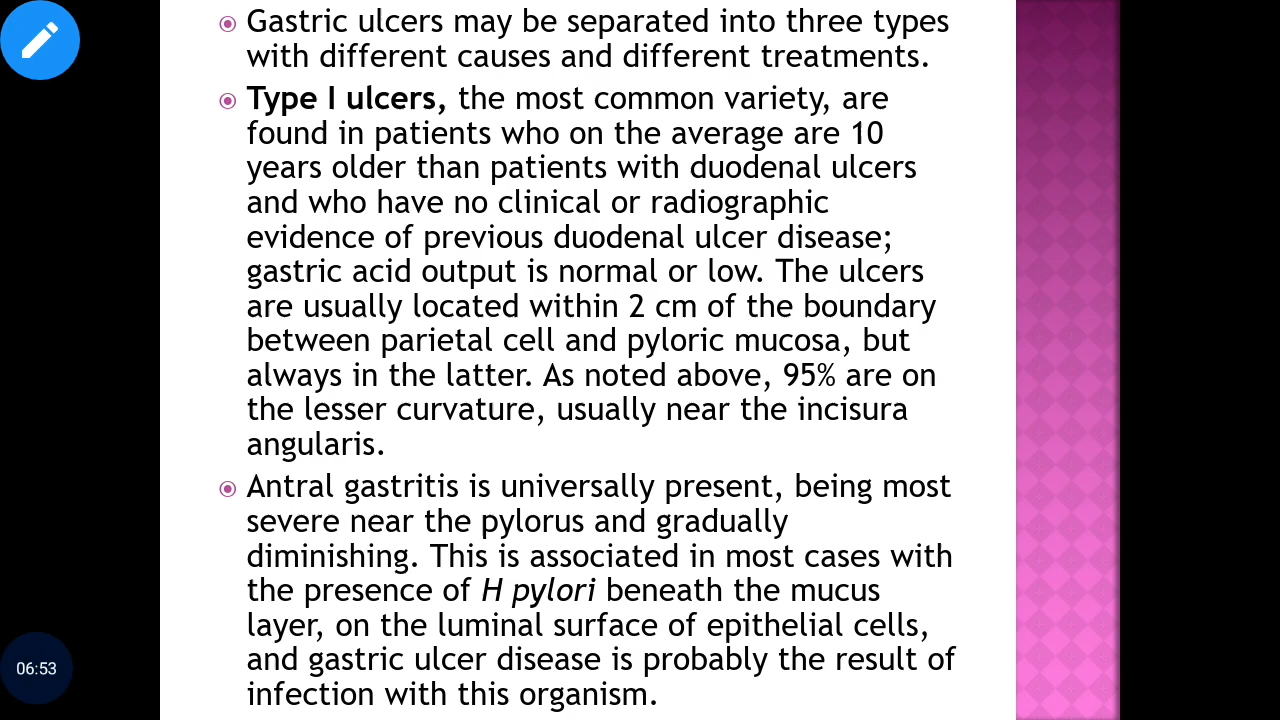 Gastric ulcers may be separated into three types
with different causes and different treatments.
Type I ulcers, the most common variety, are
found in patients who on the average are 10
years older than patients with duodenal ulcers
and who have no clinical or radiographic
evidence of previous duodenal ulcer disease;
gastric acid output is normal or low. The ulcers
are usually located within 2 cm of the boundary
between parietal cell and pyloric mucosa, but
always in the latter. As noted above, 95% are on
the lesser curvature, usually near the incisura
angularis.
Antral gastritis is universally present, being most
severe near the pylorus and gradually
diminishing. This is associated in most cases with
the presence of H pylori beneath the mucus
layer, on the luminal surface of epithelial cells,
and gastric ulcer disease is probably the result of
infection with this organism.
06:53